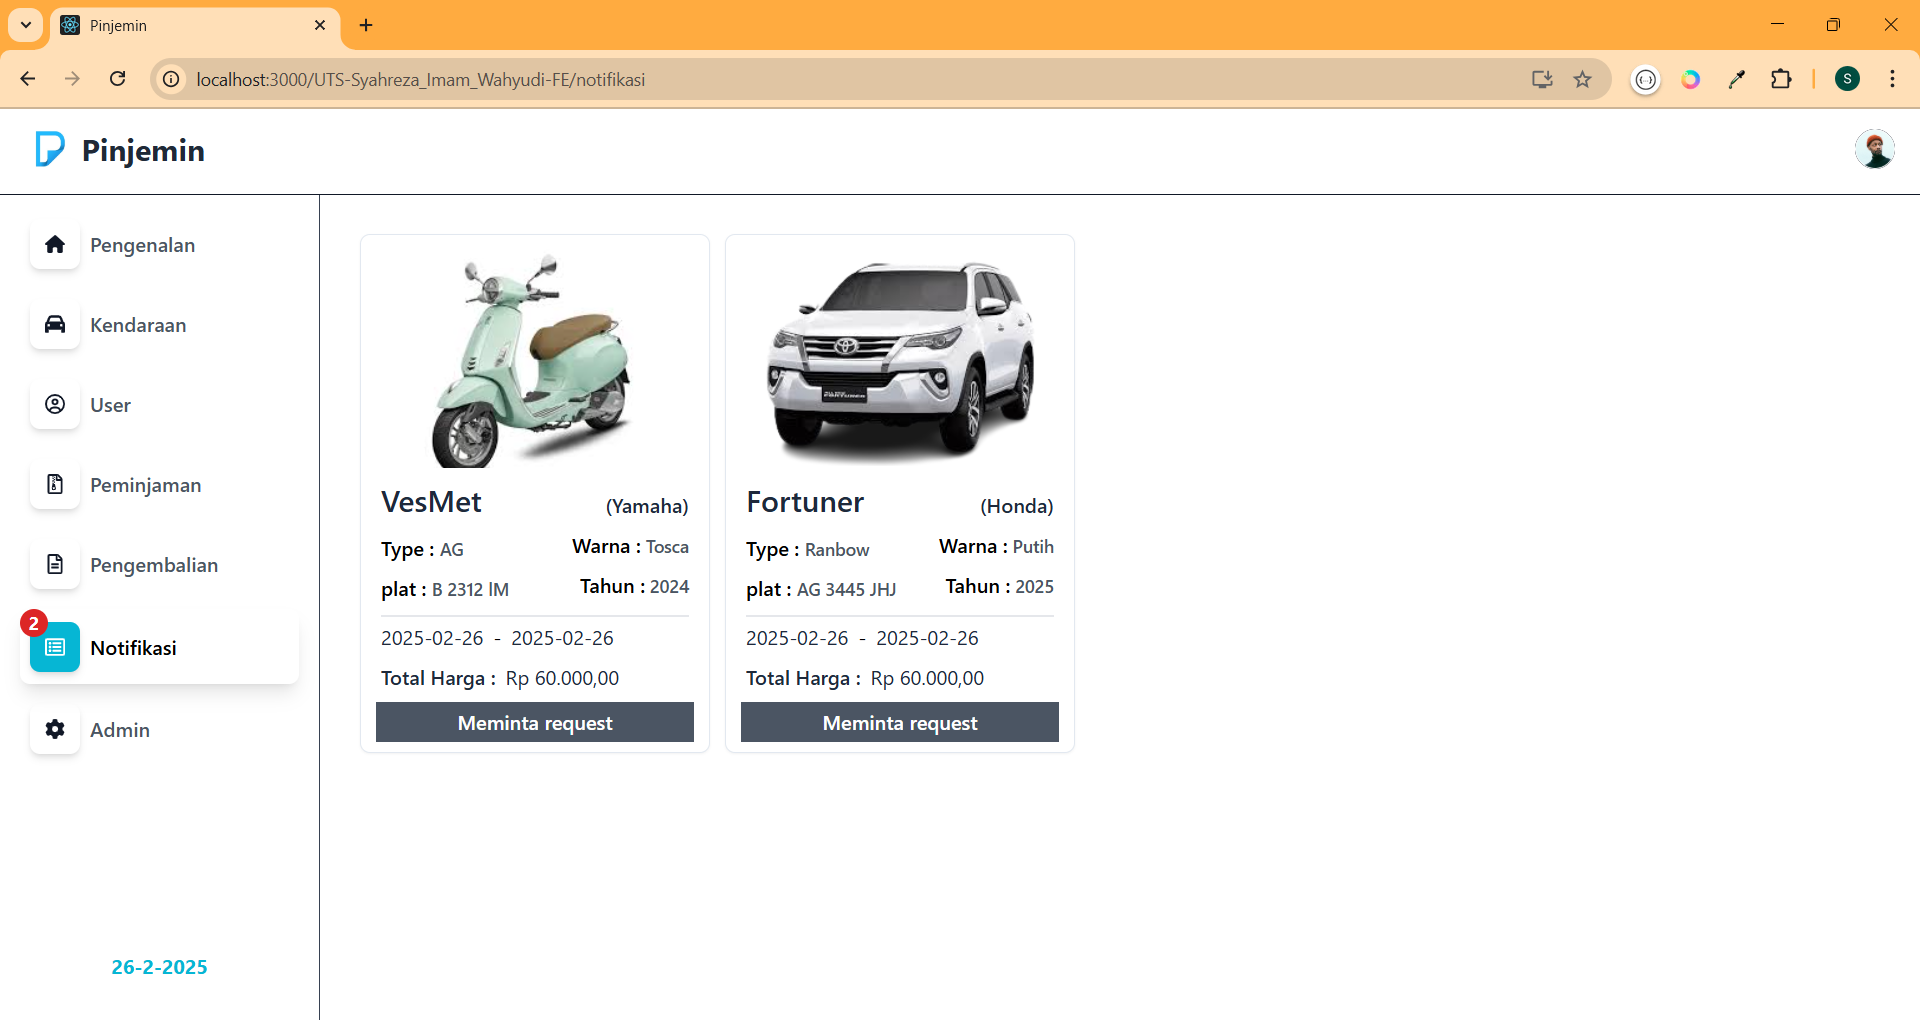 Pinjemin
localhost:3000/UTS-Syahreza_Imam_Wahyudi-FE/notifikasi
S
Pinjemin
Pengenalan
Kendaraan
User
Peminjaman
Pengembalian
2
Notifikasi
Admin
26-2-2025
VesMet (Yamaha)
Type : AG Warna : Tosca
plat : B 2312 IM Tahun : 2024
2025-02-26 - 2025-02-26
Total Harga : Rp 60.000,00
Meminta request
FORTUNER
Fortuner (Honda)
Type : Ranbow Warna : Putih
plat : AG 3445 JHJ Tahun : 2025
2025-02-26 - 2025-02-26
Total Harga : Rp 60.000,00
Meminta request